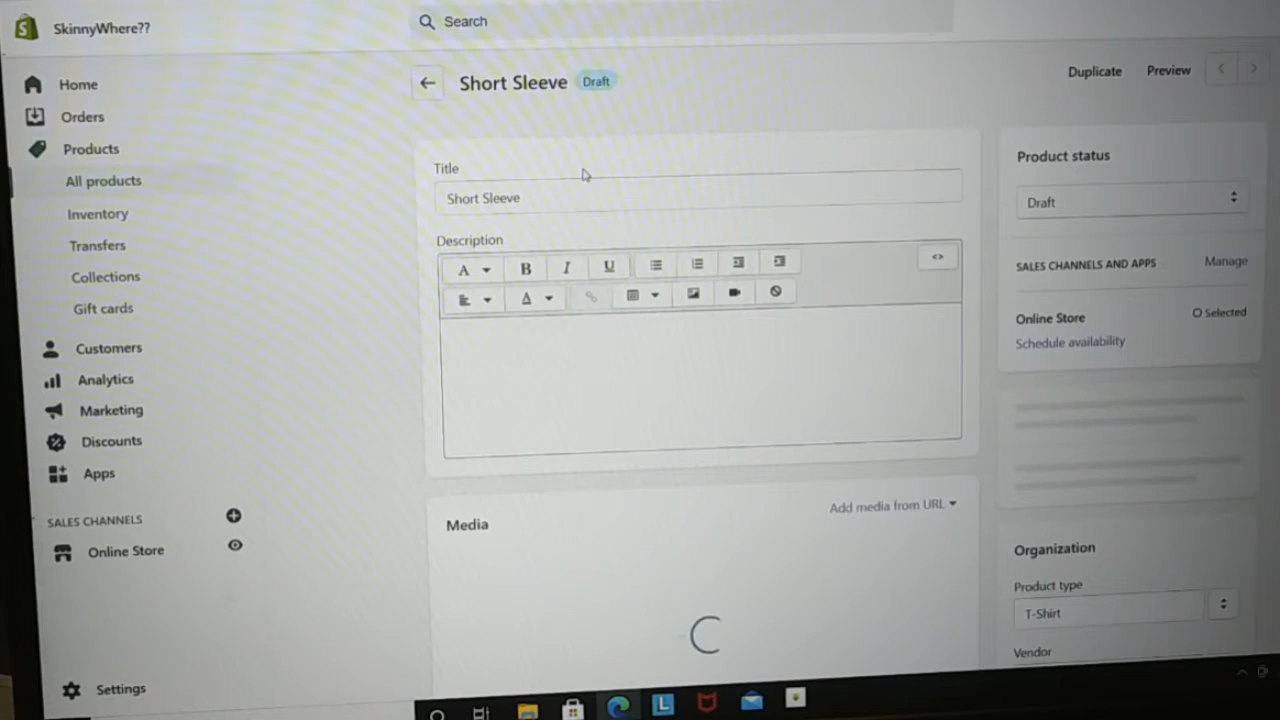 SkinnyWhere??
Search
Home
Orders
Products
All products
Inventory
Transfers
Collections
Gift cards
Customers
Analytics
Marketing
Discounts
Apps
SALES CHANNELS
Online Store
Settings
Short Sleeve
Draft
Duplicate
Preview
Title
Short Sleeve
Description
A
B
I
U
A
<>
Media
Add media from URL
Product status
Draft
SALES CHANNELS AND APPS
Manage
Online Store
Selected
Schedule availability
Organization
Product type
T-Shirt
Vendor
L